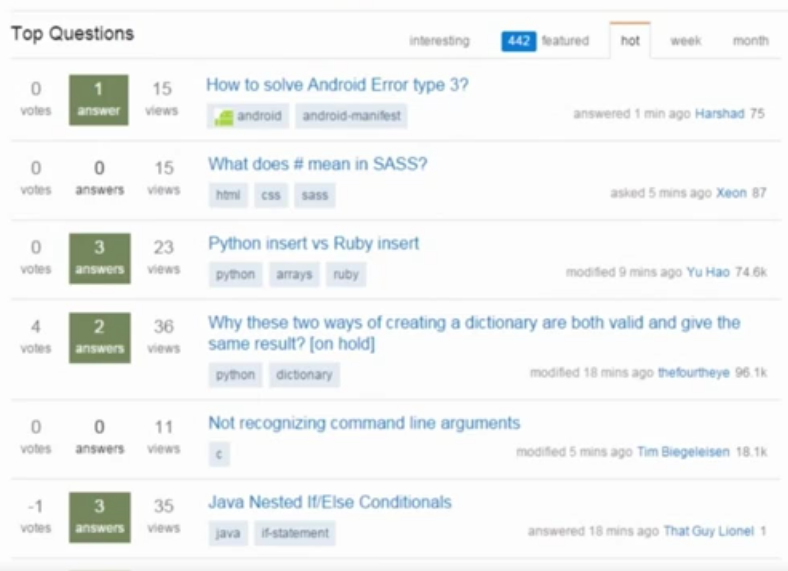 Top Questions
interesting 442 featured hot week month
0 1 15 How to solve Android Error type 3?
votes answer views android android-manifest answered 1 min ago Harshad 75
0 0 15 What does # mean in SASS?
votes answers views html css sass asked 5 mins ago Xeon 87
0 3 23 Python insert vs Ruby insert
votes answers views python arrays ruby modified 9 mins ago Yu Hao 74.6k
4 2 36 Why these two ways of creating a dictionary are both valid and give the
votes answers views same result? [on hold]
python dictionary modified 18 mins ago thefourtheye 96.1k
0 0 11 Not recognizing command line arguments
votes answers views c modified 5 mins ago Tim Biegeleisen 18.1k
-1 3 35 Java Nested If/Else Conditionals
votes answers views java if-statement answered 18 mins ago That Guy Lionel 1